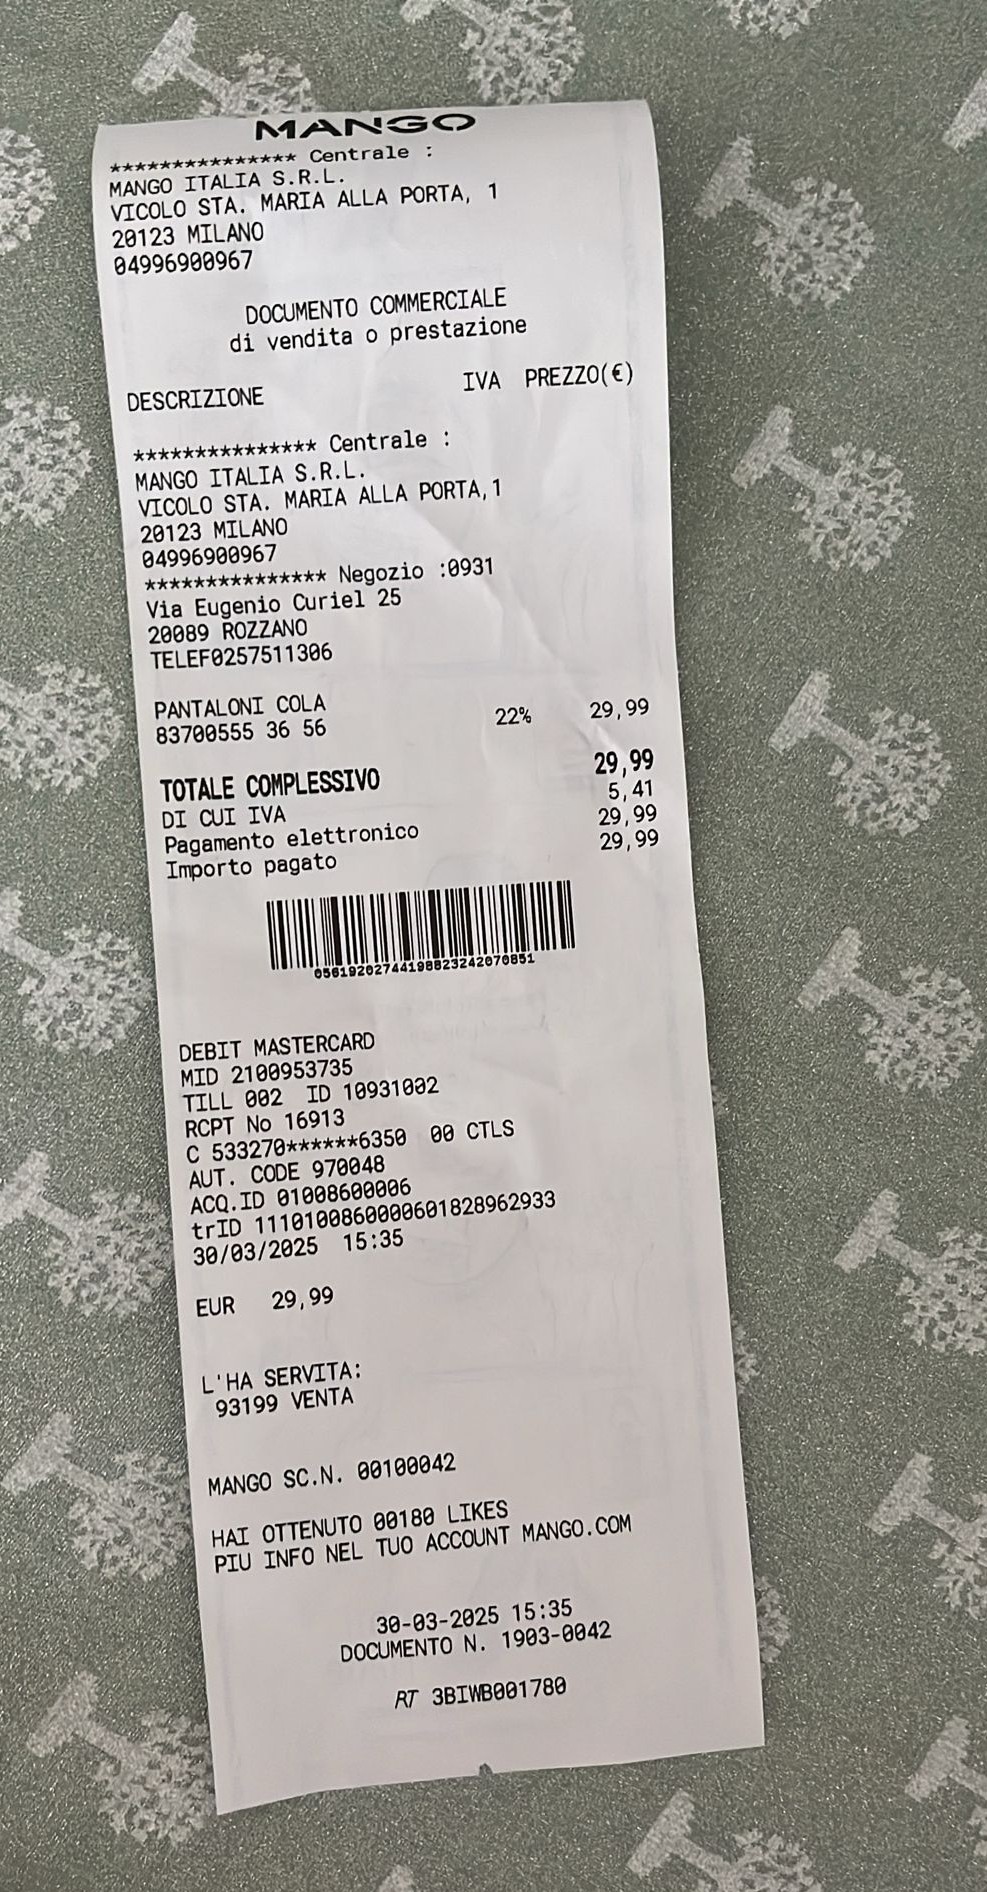 MANGO
*************** Centrale :
MANGO ITALIA S.R.L.
VICOLO STA. MARIA ALLA PORTA, 1
20123 MILANO
04996900967
DOCUMENTO COMMERCIALE
di vendita o prestazione
DESCRIZIONE IVA PREZZO(€)
*************** Centrale :
MANGO ITALIA S.R.L.
VICOLO STA. MARIA ALLA PORTA,1
20123 MILANO
04996900967
*************** Negozio :0931
Via Eugenio Curiel 25
20089 ROZZANO
TELEF0257511306
PANTALONI COLA
83700555 36 56 22% 29,99
TOTALE COMPLESSIVO 29,99
DI CUI IVA 5,41
Pagamento elettronico 29,99
Importo pagato 29,99
05619202744198823242070851
DEBIT MASTERCARD
MID 2100953735
TILL 002 ID 10931002
RCPT No 16913
C 533270******6350 00 CTLS
AUT. CODE 970048
ACQ.ID 01008600006
trID 1110100860000601828962933
30/03/2025 15:35
EUR 29,99
L'HA SERVITA:
93199 VENTA
MANGO SC.N. 00100042
HAI OTTENUTO 00180 LIKES
PIU INFO NEL TUO ACCOUNT MANGO.COM
30-03-2025 15:35
DOCUMENTO N. 1903-0042
RT 3BIWB001780